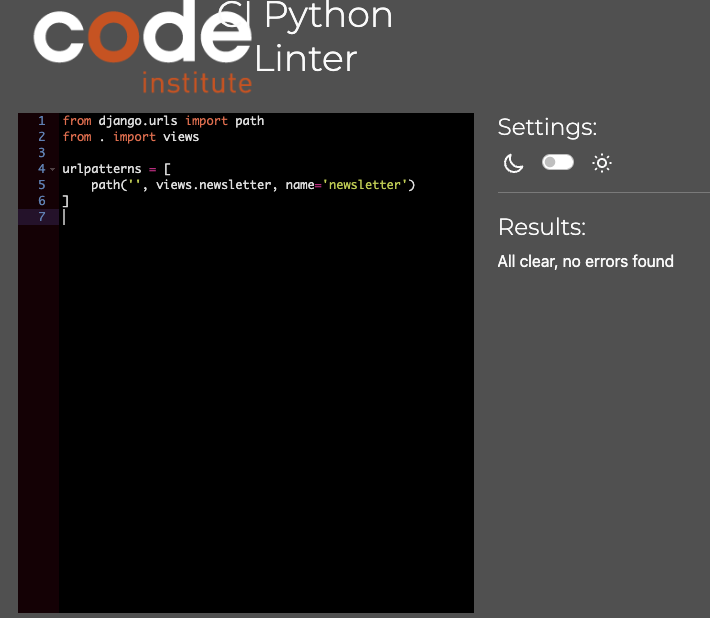 code
institute
CI Python
Linter
1 from django.urls import path
2 from . import views
3
4 urlpatterns = [
5     path('', views.newsletter, name='newsletter')
6 ]
7
Settings:
Results:
All clear, no errors found